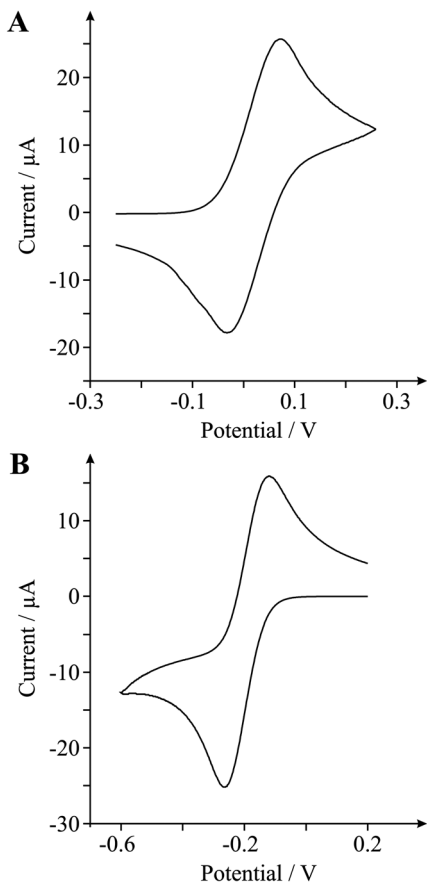 A
Current / µA
20
10
0
-10
-20
-0.3
-0.1
0.1
0.3
Potential / V
B
Current / µA
10
0
-10
-20
-30
-0.6
-0.2
0.2
Potential / V